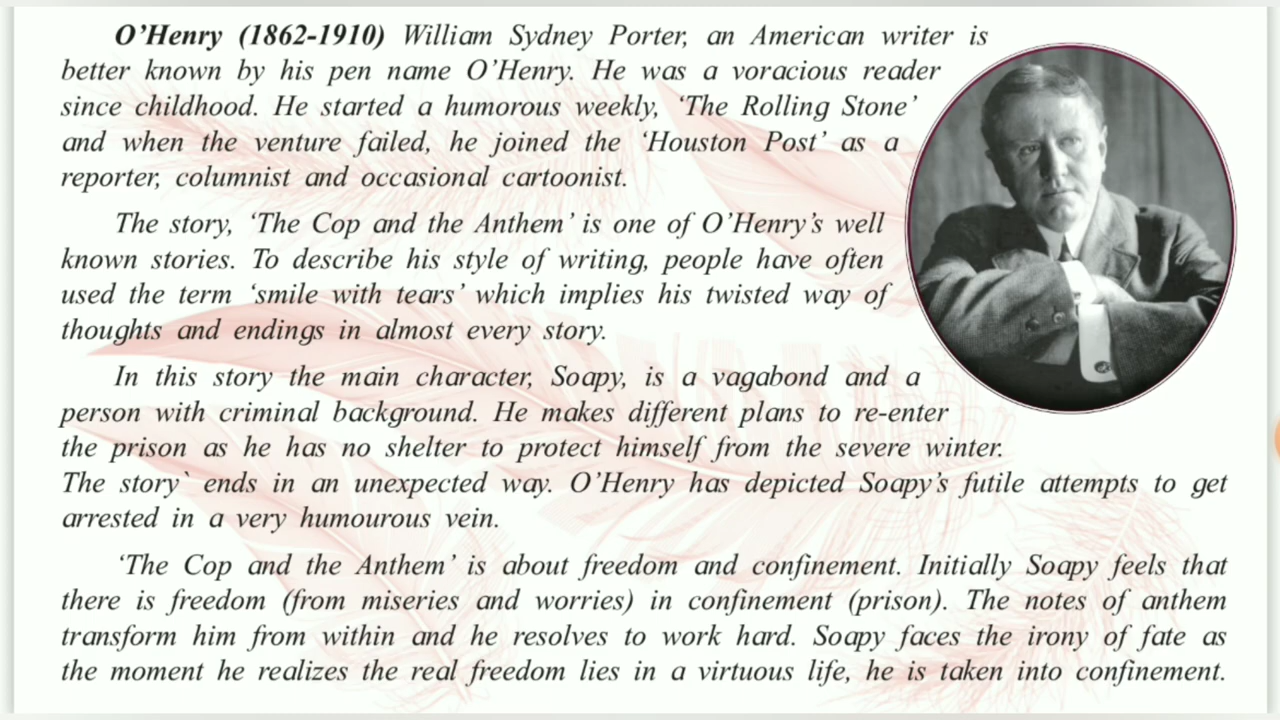 O’Henry (1862-1910) William Sydney Porter, an American writer is
better known by his pen name O’Henry. He was a voracious reader
since childhood. He started a humorous weekly, ‘The Rolling Stone’
and when the venture failed, he joined the ‘Houston Post’ as a
reporter, columnist and occasional cartoonist.
The story, ‘The Cop and the Anthem’ is one of O’Henry’s well
known stories. To describe his style of writing, people have often
used the term ‘smile with tears’ which implies his twisted way of
thoughts and endings in almost every story.
In this story the main character, Soapy, is a vagabond and a
person with criminal background. He makes different plans to re-enter
the prison as he has no shelter to protect himself from the severe winter.
The story` ends in an unexpected way. O’Henry has depicted Soapy’s futile attempts to get
arrested in a very humourous vein.
‘The Cop and the Anthem’ is about freedom and confinement. Initially Soapy feels that
there is freedom (from miseries and worries) in confinement (prison). The notes of anthem
transform him from within and he resolves to work hard. Soapy faces the irony of fate as
the moment he realizes the real freedom lies in a virtuous life, he is taken into confinement.